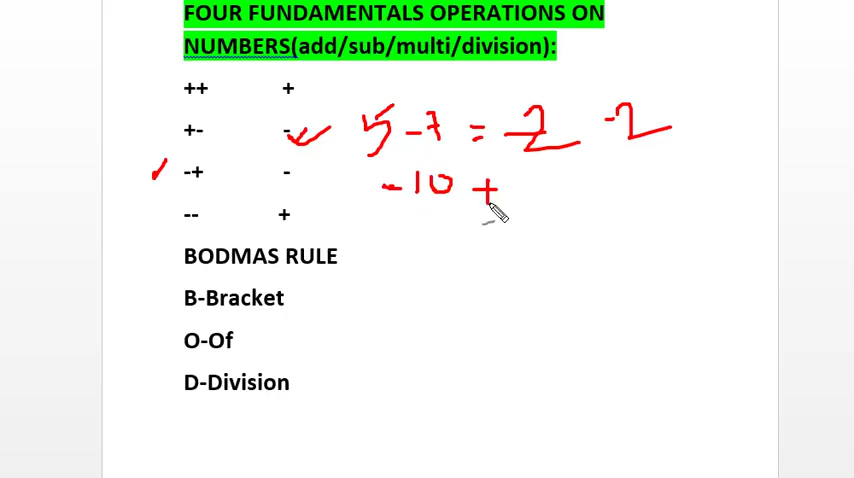 FOUR FUNDAMENTALS OPERATIONS ON
NUMBERS(add/sub/multi/division):
++ +
+- - 5 - 7 = 2 -2
-+ - -10 +
-- +
BODMAS RULE
B-Bracket
O-Of
D-Division